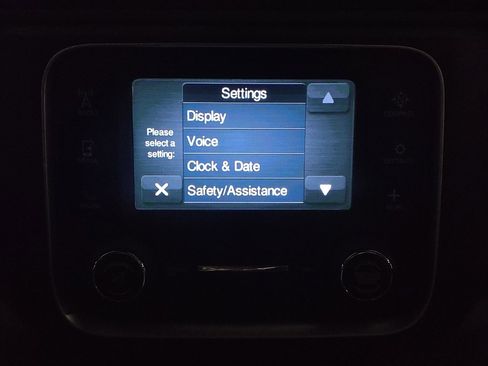 Settings
Display
Please
select a
setting:
Voice
Clock & Date
Safety/Assistance